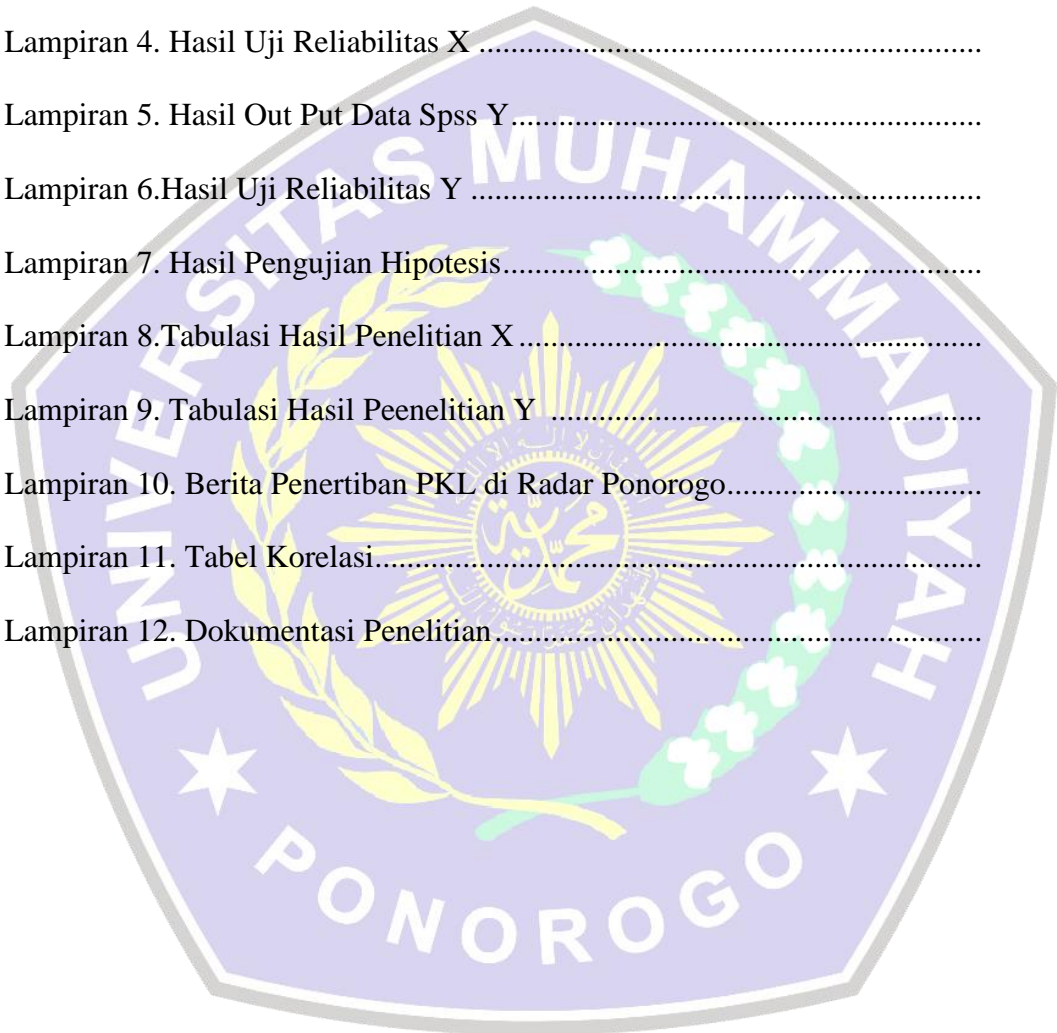 Lampiran 4. Hasil Uji Reliabilitas X ................................................................
Lampiran 5. Hasil Out Put Data Spss Y............................................................
Lampiran 6.Hasil Uji Reliabilitas Y .................................................................
Lampiran 7. Hasil Pengujian Hipotesis.............................................................
Lampiran 8.Tabulasi Hasil Penelitian X ...........................................................
Lampiran 9. Tabulasi Hasil Peenelitian Y .......................................................
Lampiran 10. Berita Penertiban PKL di Radar Ponorogo................................
Lampiran 11. Tabel Korelasi.............................................................................
Lampiran 12. Dokumentasi Penelitian..............................................................
UNIVERSITAS MUHAMMADIYAH
PONOROGO
محمدية